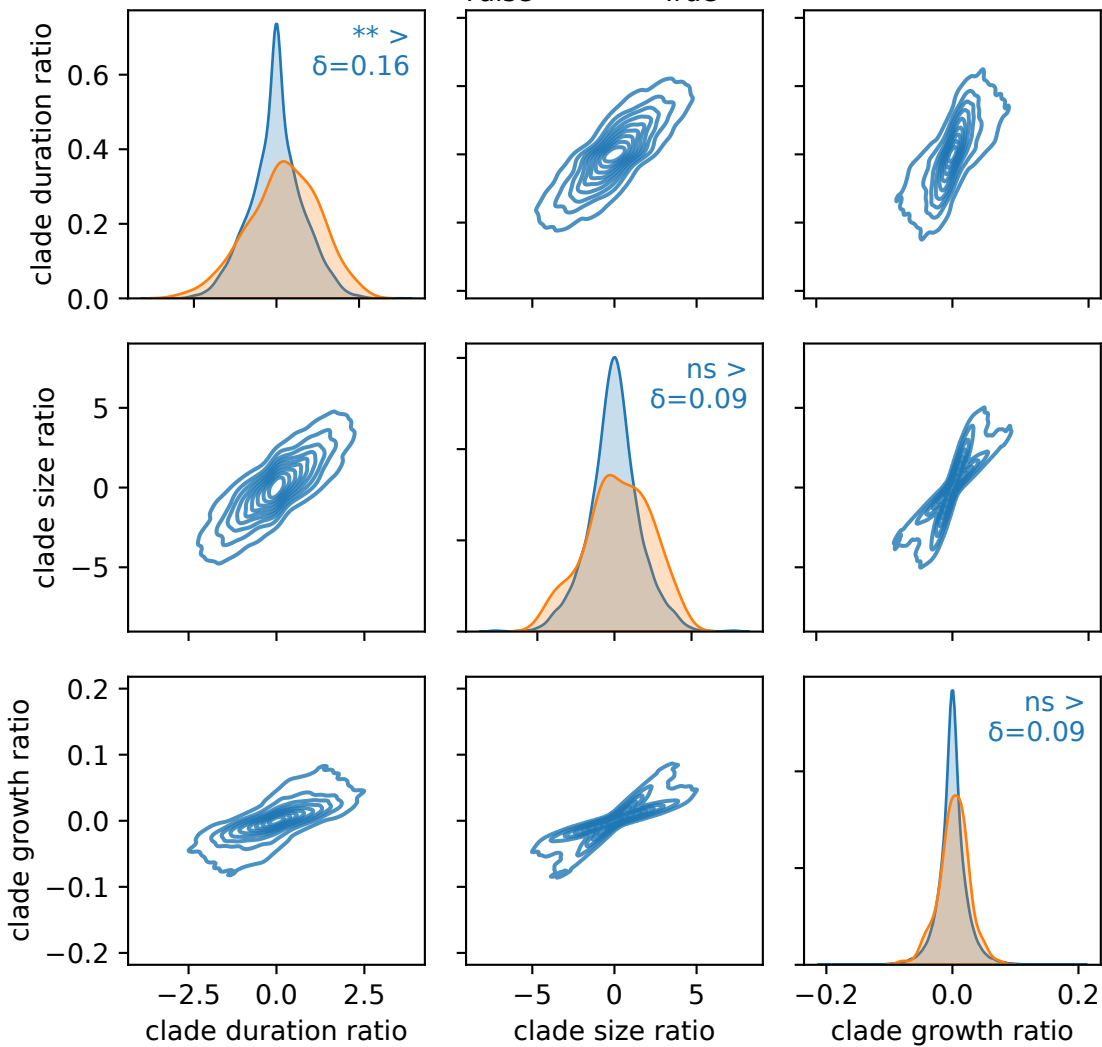 ** >
δ=0.16
clade duration ratio
0.6
0.4
0.2
0.0
ns >
δ=0.09
clade size ratio
5
0
−5
ns >
δ=0.09
clade growth ratio
0.2
0.1
0.0
−0.1
−0.2
−2.5 0.0 2.5 −5 0 5 −0.2 0.0 0.2
clade duration ratio clade size ratio clade growth ratio